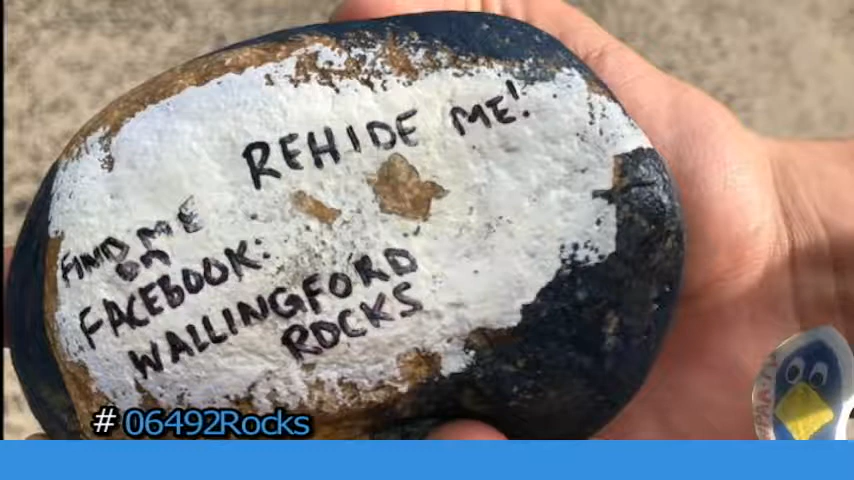 REHIDE ME!
FIND ME
ON
FACEBOOK:
WALLINGFORD
ROCKS
# 06492Rocks